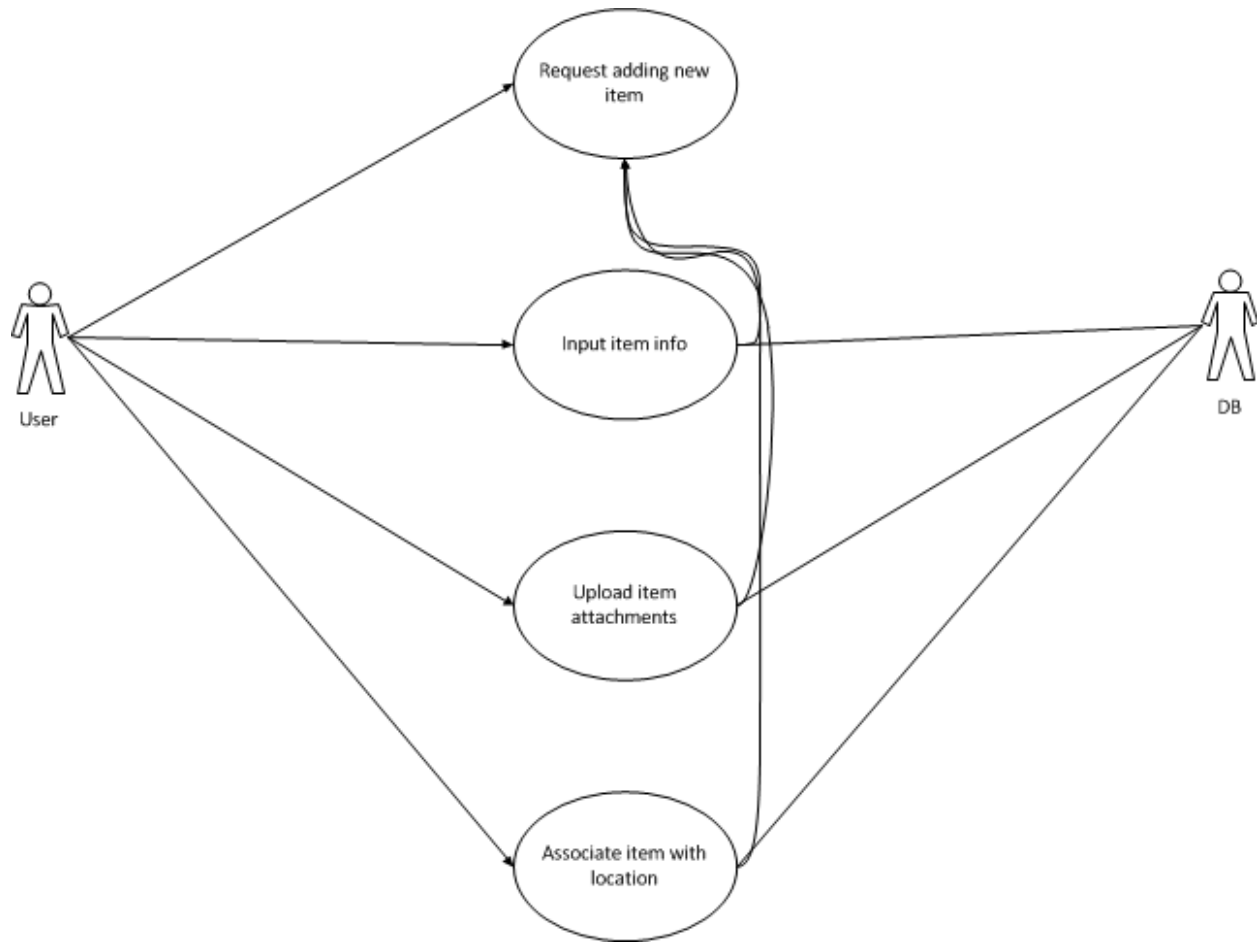 Request adding new
item
Input item info
User
DB
Upload item
attachments
Associate item with
location